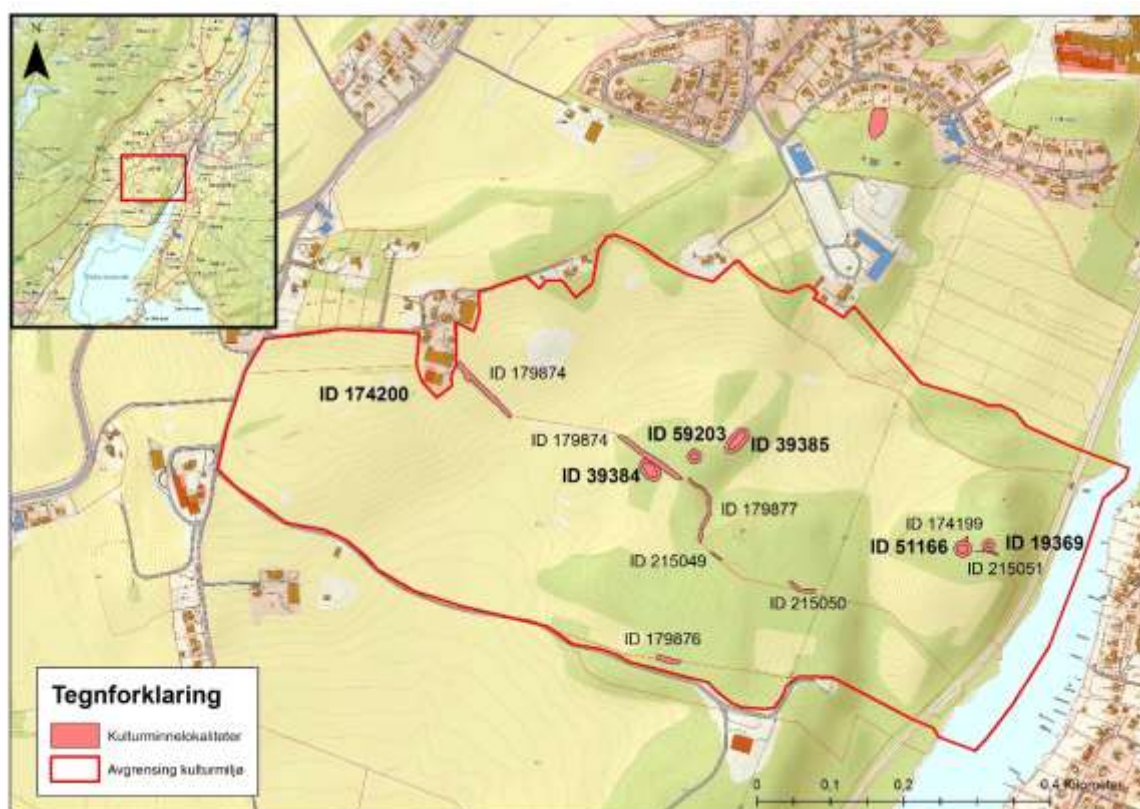 N
ID 174200
ID 179874
ID 179874
ID 59203
ID 39385
ID 39384
ID 179877
ID 174199
ID 51166
ID 19369
ID 215049
ID 215051
ID 215050
ID 179876
Tegnforklaring
Kulturminnelokaliteter
Avgrensing kulturmiljø
0 0,1 0,2 0,4 Kilometer